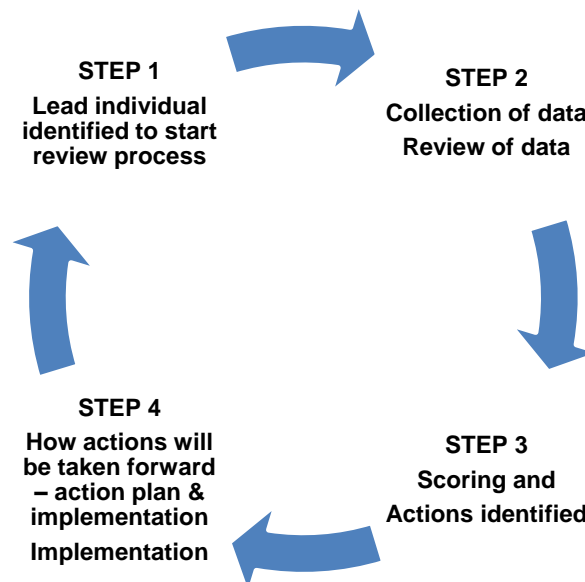 STEP 1
Lead individual
identified to start
review process
STEP 2
Collection of data
Review of data
STEP 3
Scoring and
Actions identified
STEP 4
How actions will
be taken forward
– action plan &
implementation
Implementation